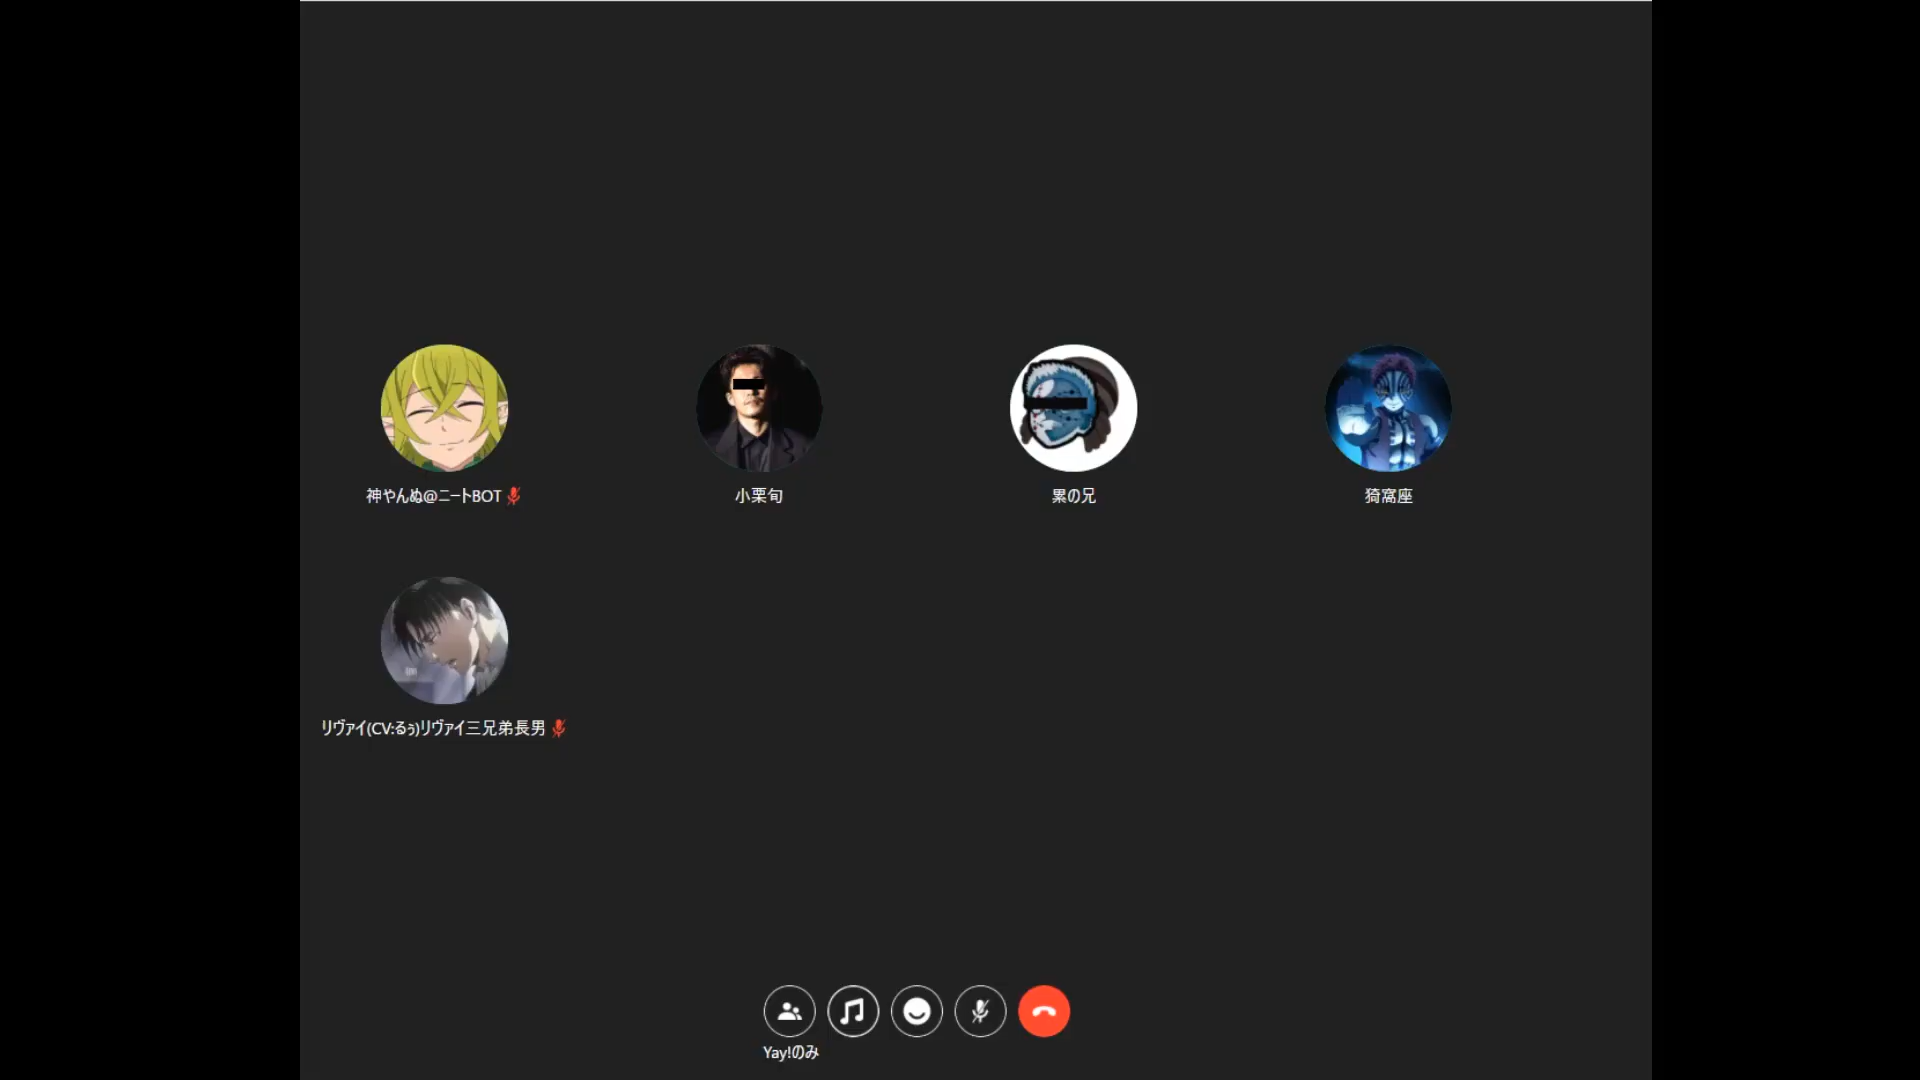 神やんぬ@ニートBOT
小栗旬
累の兄
猗窩座
リヴァイ(CV:るぅ)リヴァイ三兄弟長男
Yay!のみ